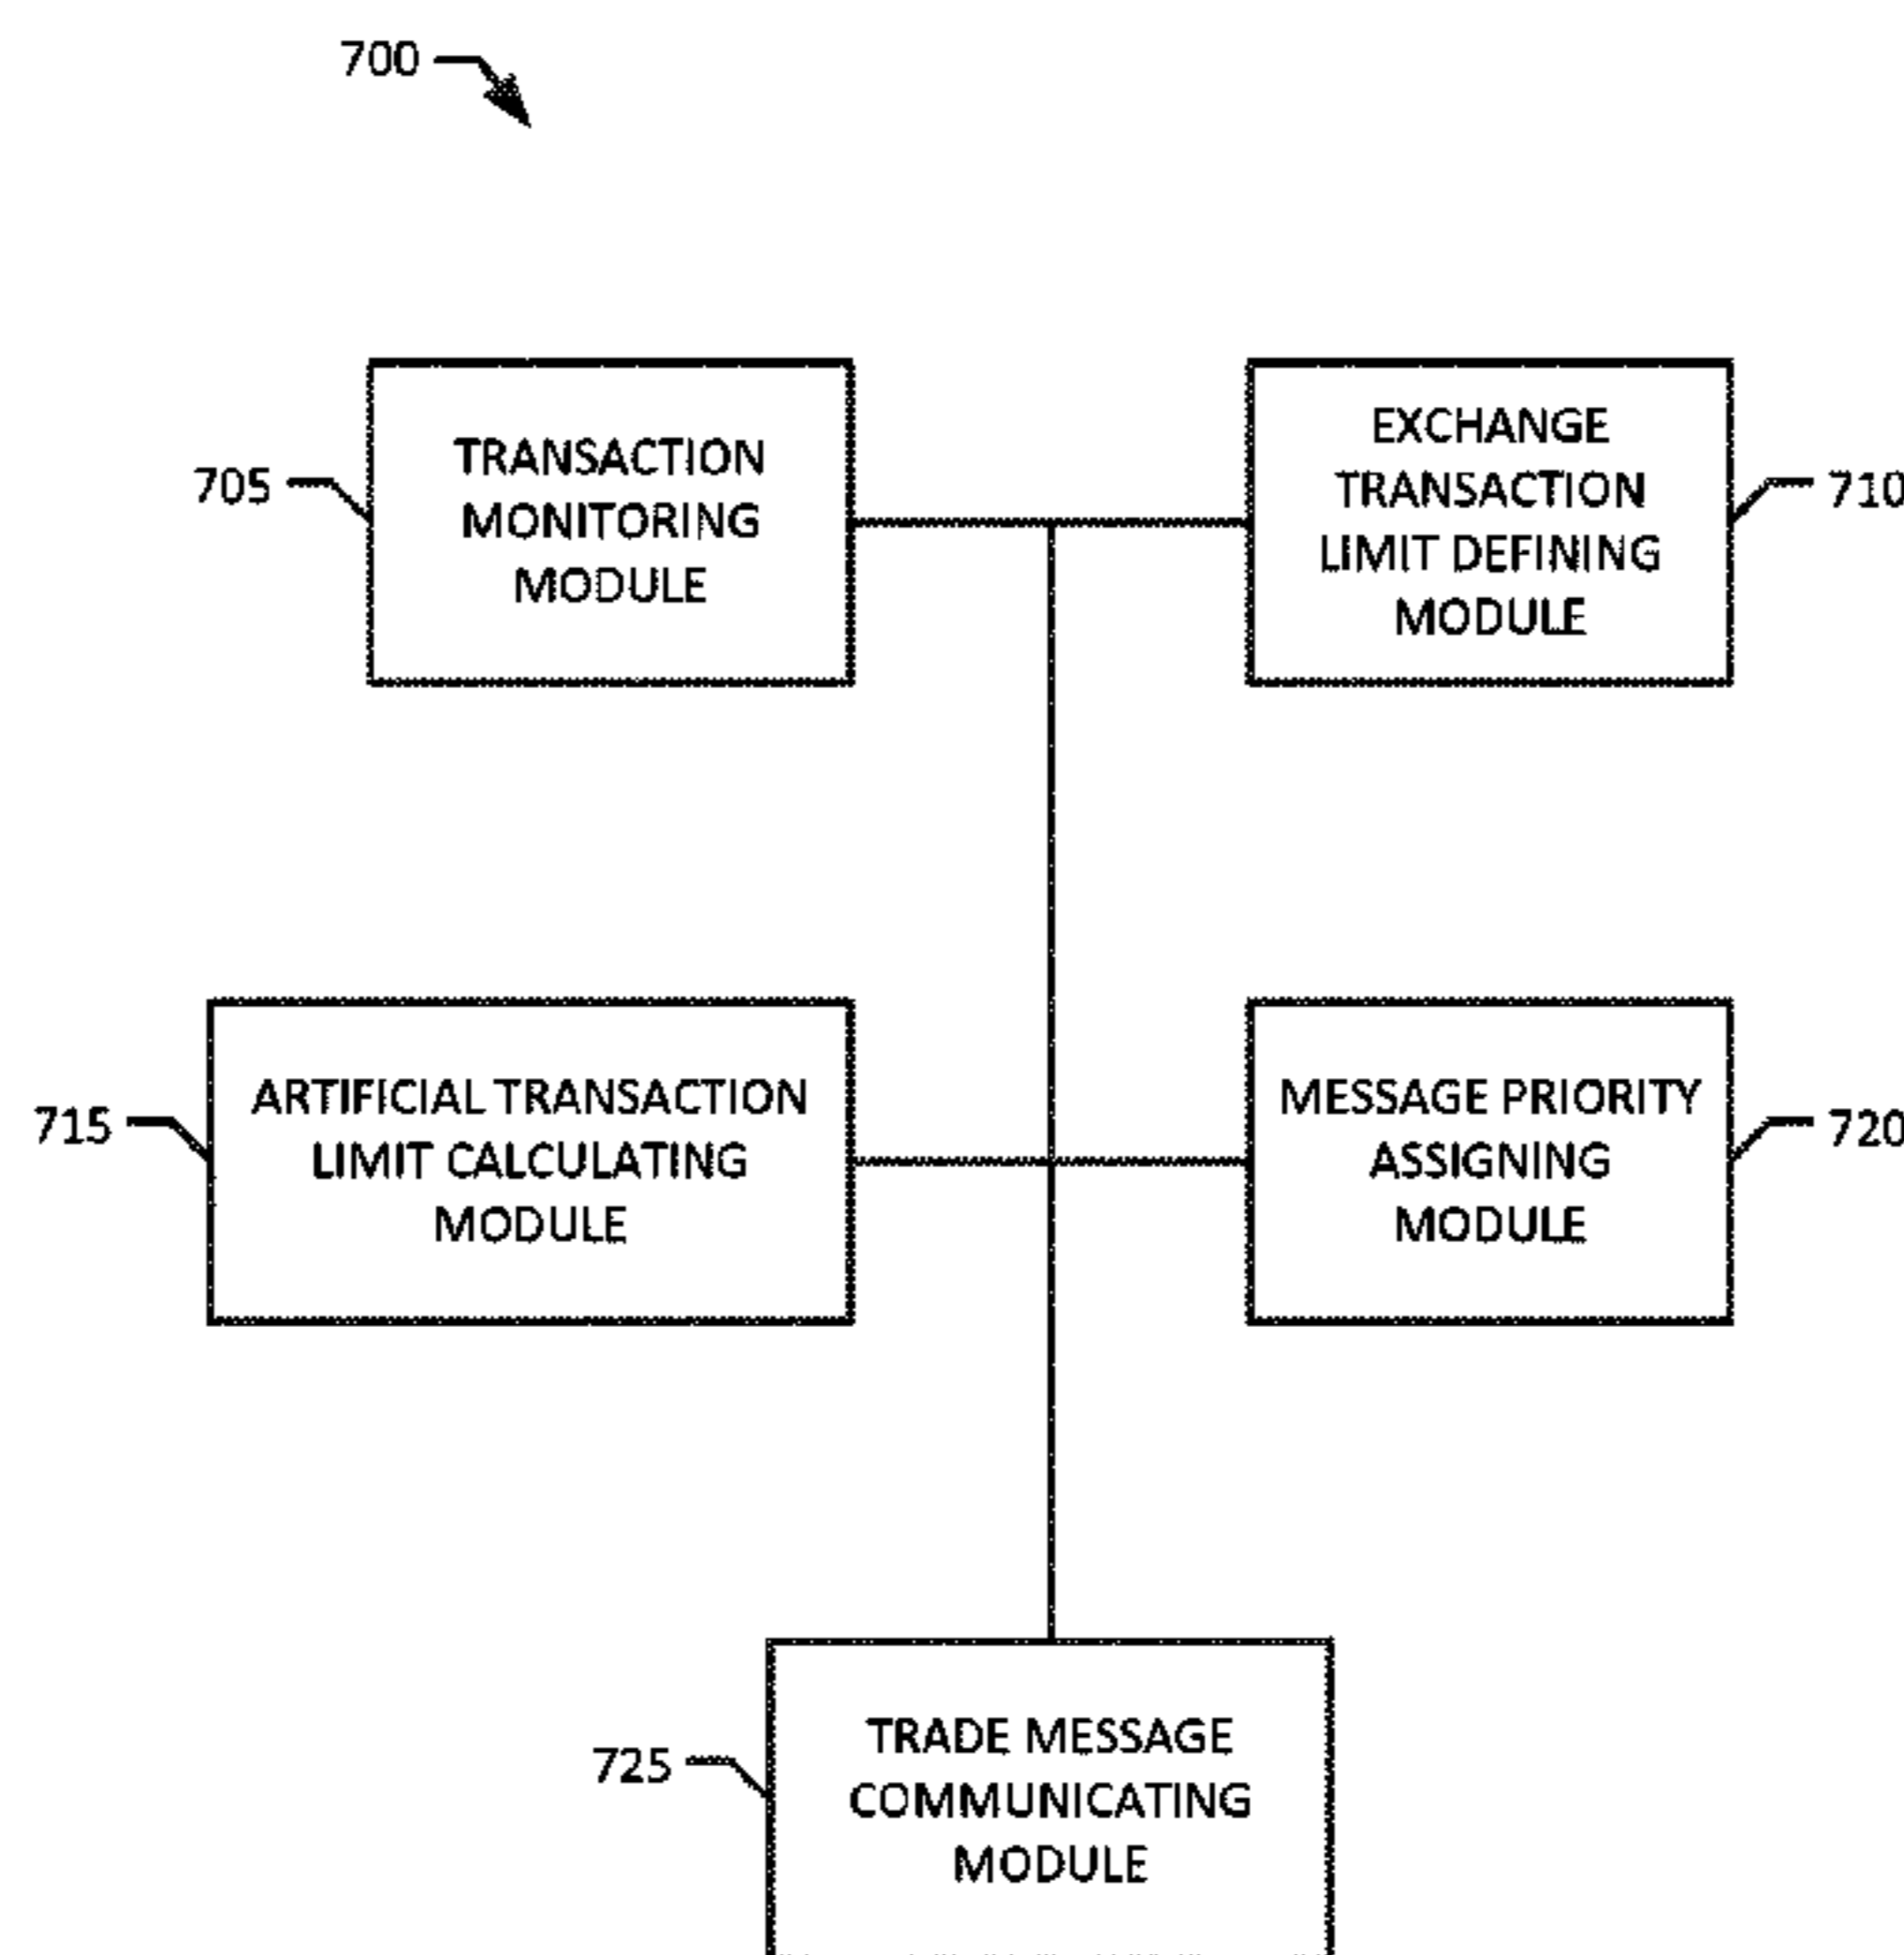 700
TRANSACTION
MONITORING
MODULE
705
EXCHANGE
TRANSACTION
LIMIT DEFINING
MODULE
710
ARTIFICIAL TRANSACTION
LIMIT CALCULATING
MODULE
715
MESSAGE PRIORITY
ASSIGNING
MODULE
720
TRADE MESSAGE
COMMUNICATING
MODULE
725